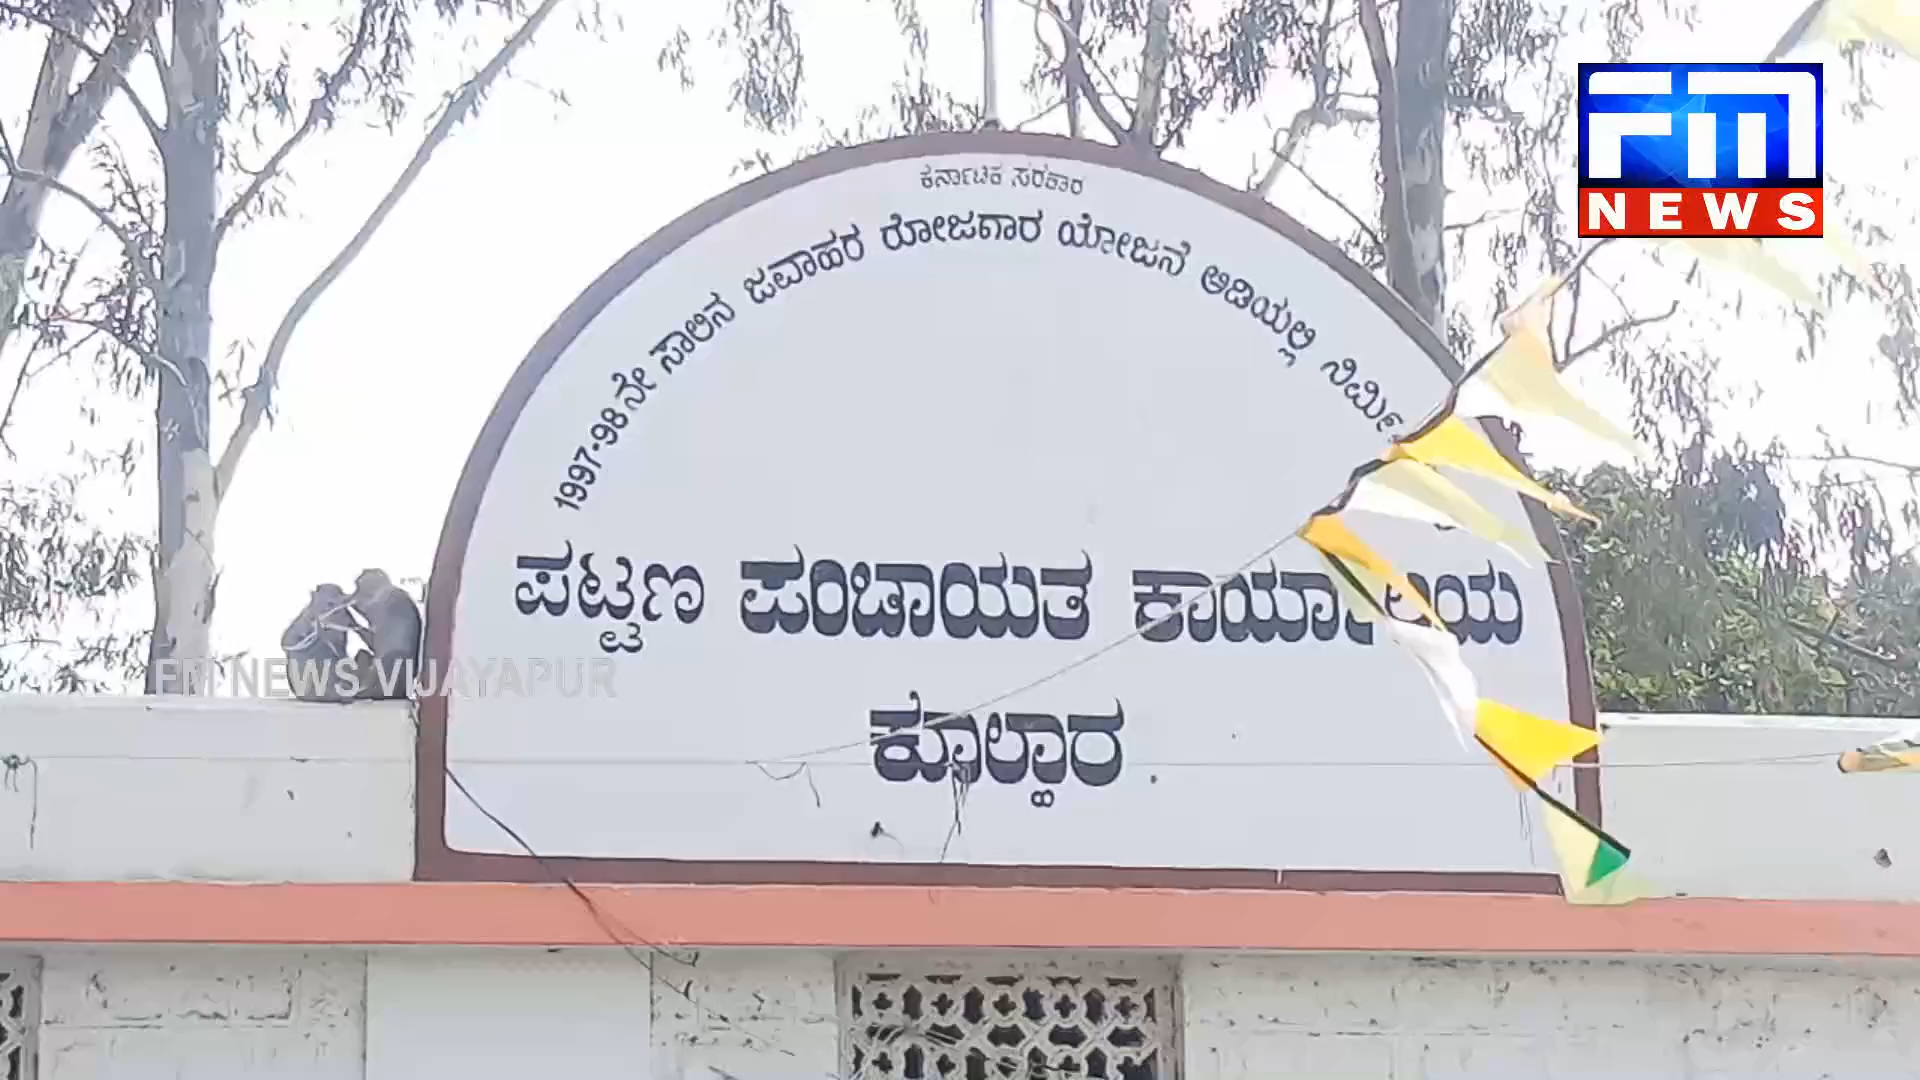 ಕರ್ನಾಟಕ ಸರಕಾರ
1997-98ನೇ ಸಾಲಿನ ಜವಾಹರ ರೋಜಗಾರ ಯೋಜನೆ ಅಡಿಯಲ್ಲಿ
ಪಟ್ಟಣ ಪಂಚಾಯತ ಕಾರ್ಯಾಲಯ
ಕೊಲ್ಹಾರ
FM
NEWS
FM NEWS VIJAYAPUR